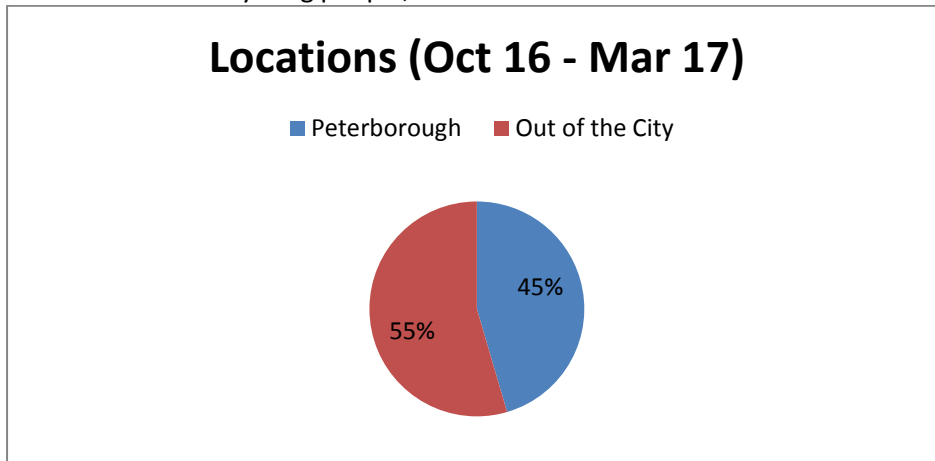 Locations (Oct 16 - Mar 17)
Peterborough Out of the City
45%
55%